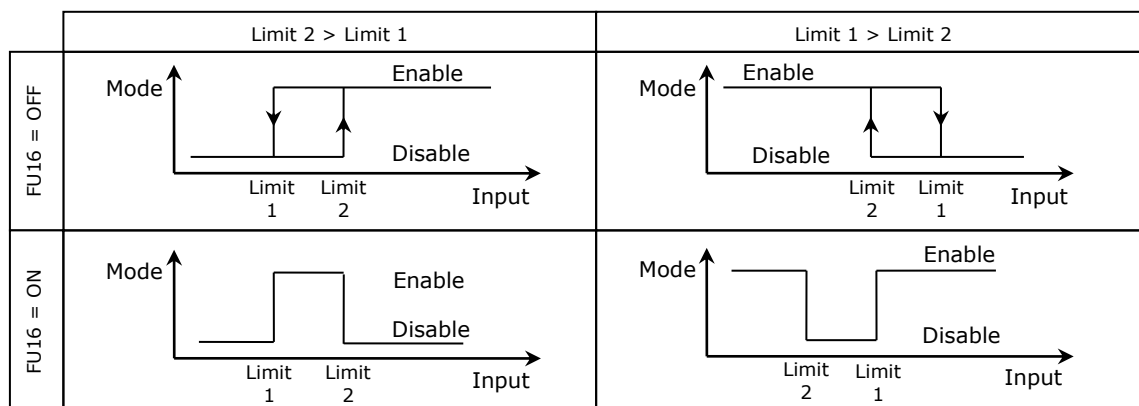 Limit 2 > Limit 1
Limit 1 > Limit 2
FU16 = OFF
Mode
Enable
Disable
Limit
1
Limit
2
Input
Mode
Enable
Disable
Limit
2
Limit
1
Input
FU16 = ON
Mode
Enable
Disable
Limit
1
Limit
2
Input
Mode
Enable
Disable
Limit
2
Limit
1
Input